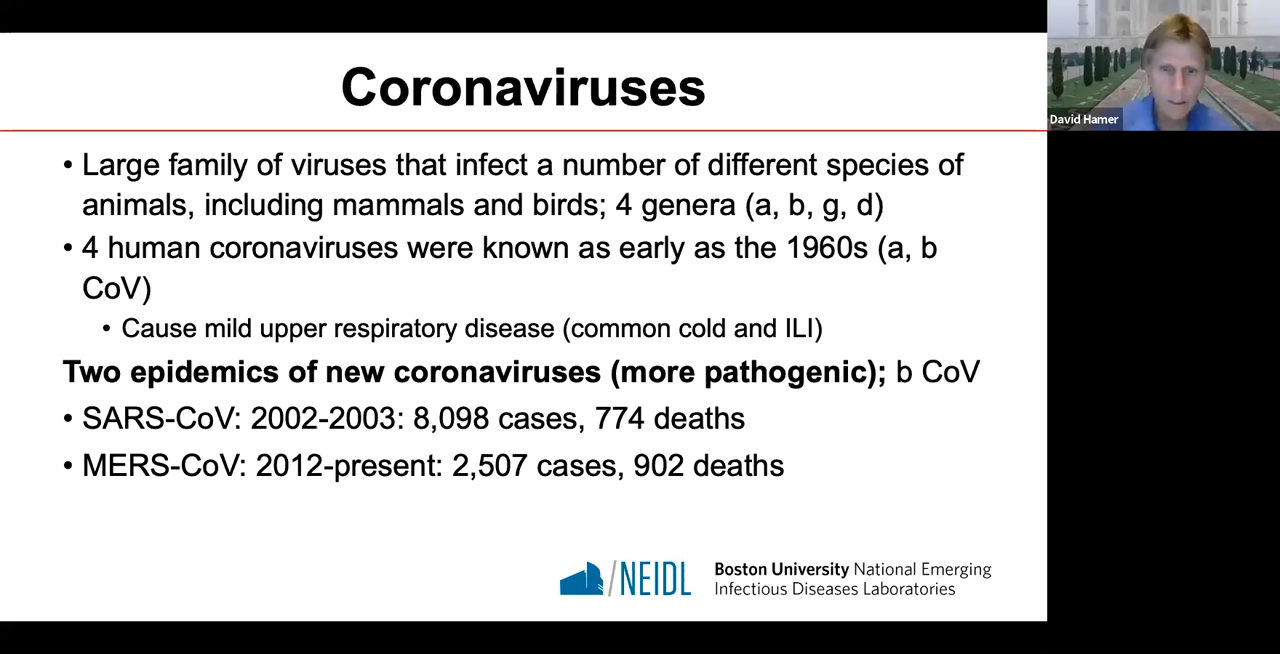 Coronaviruses
• Large family of viruses that infect a number of different species of
animals, including mammals and birds; 4 genera (a, b, g, d)
• 4 human coronaviruses were known as early as the 1960s (a, b
CoV)
• Cause mild upper respiratory disease (common cold and ILI)
Two epidemics of new coronaviruses (more pathogenic); b CoV
• SARS-CoV: 2002-2003: 8,098 cases, 774 deaths
• MERS-CoV: 2012-present: 2,507 cases, 902 deaths
/NEIDL
Boston University National Emerging
Infectious Diseases Laboratories
David Hamer